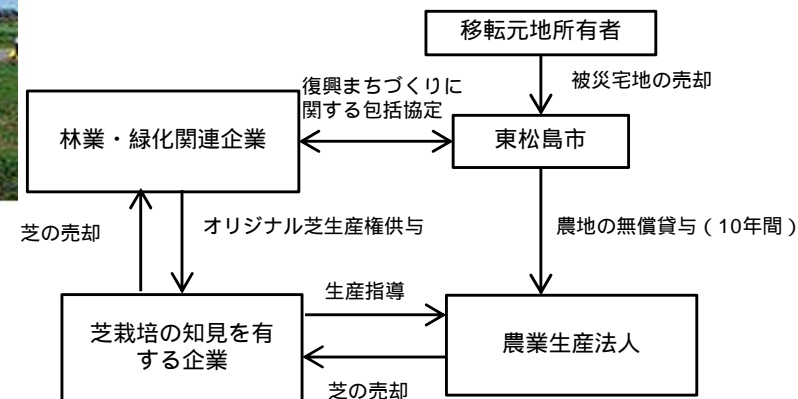 移転元地所有者
被災宅地の売却
復興まちづくりに
関する包括協定
林業・緑化関連企業
東松島市
芝の売却
オリジナル芝生産権供与
農地の無償貸与（10年間）
生産指導
芝栽培の知見を有
する企業
農業生産法人
芝の売却